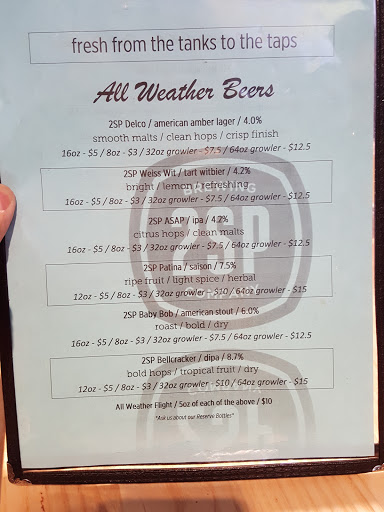 fresh from the tanks to the taps
All Weather Beers
2SP Delco / american amber lager / 4.0%
smooth malts / clean hops / crisp finish
16oz - $5 / 8oz - $3 / 32oz growler - $7.5 / 64oz growler - $12.5
2SP Weiss Wit / tart witbier / 4.2%
bright / lemon / refreshing
BREWING
16oz - $5 / 8oz - $3 / 32oz growler - $7.5 / 64oz growler - $12.5
2SP ASAP / ipa / 4.2%
citrus hops / clean malts
16oz - $5 / 8oz - $3 / 32oz growler - $7.5 / 64oz growler - $12.5
2SP
2SP Patina / saison / 7.5%
ripe fruit / light spice / herbal
COMPANY
12oz - $5 / 8oz - $3 / 32oz growler - $10 / 64oz growler - $15
2SP Baby Bob / american stout / 6.0%
roast / bold / dry
16oz - $5 / 8oz - $3 / 32oz growler - $7.5 / 64oz growler - $12.5
2SP Bellcracker / dipa / 8.7%
bold hops / tropical fruit / dry
12oz - $5 / 8oz - $3 / 32oz growler - $10 / 64oz growler - $15
All Weather Flight / 5oz of each of the above / $10
"Ask us about our Reserve Bottles"